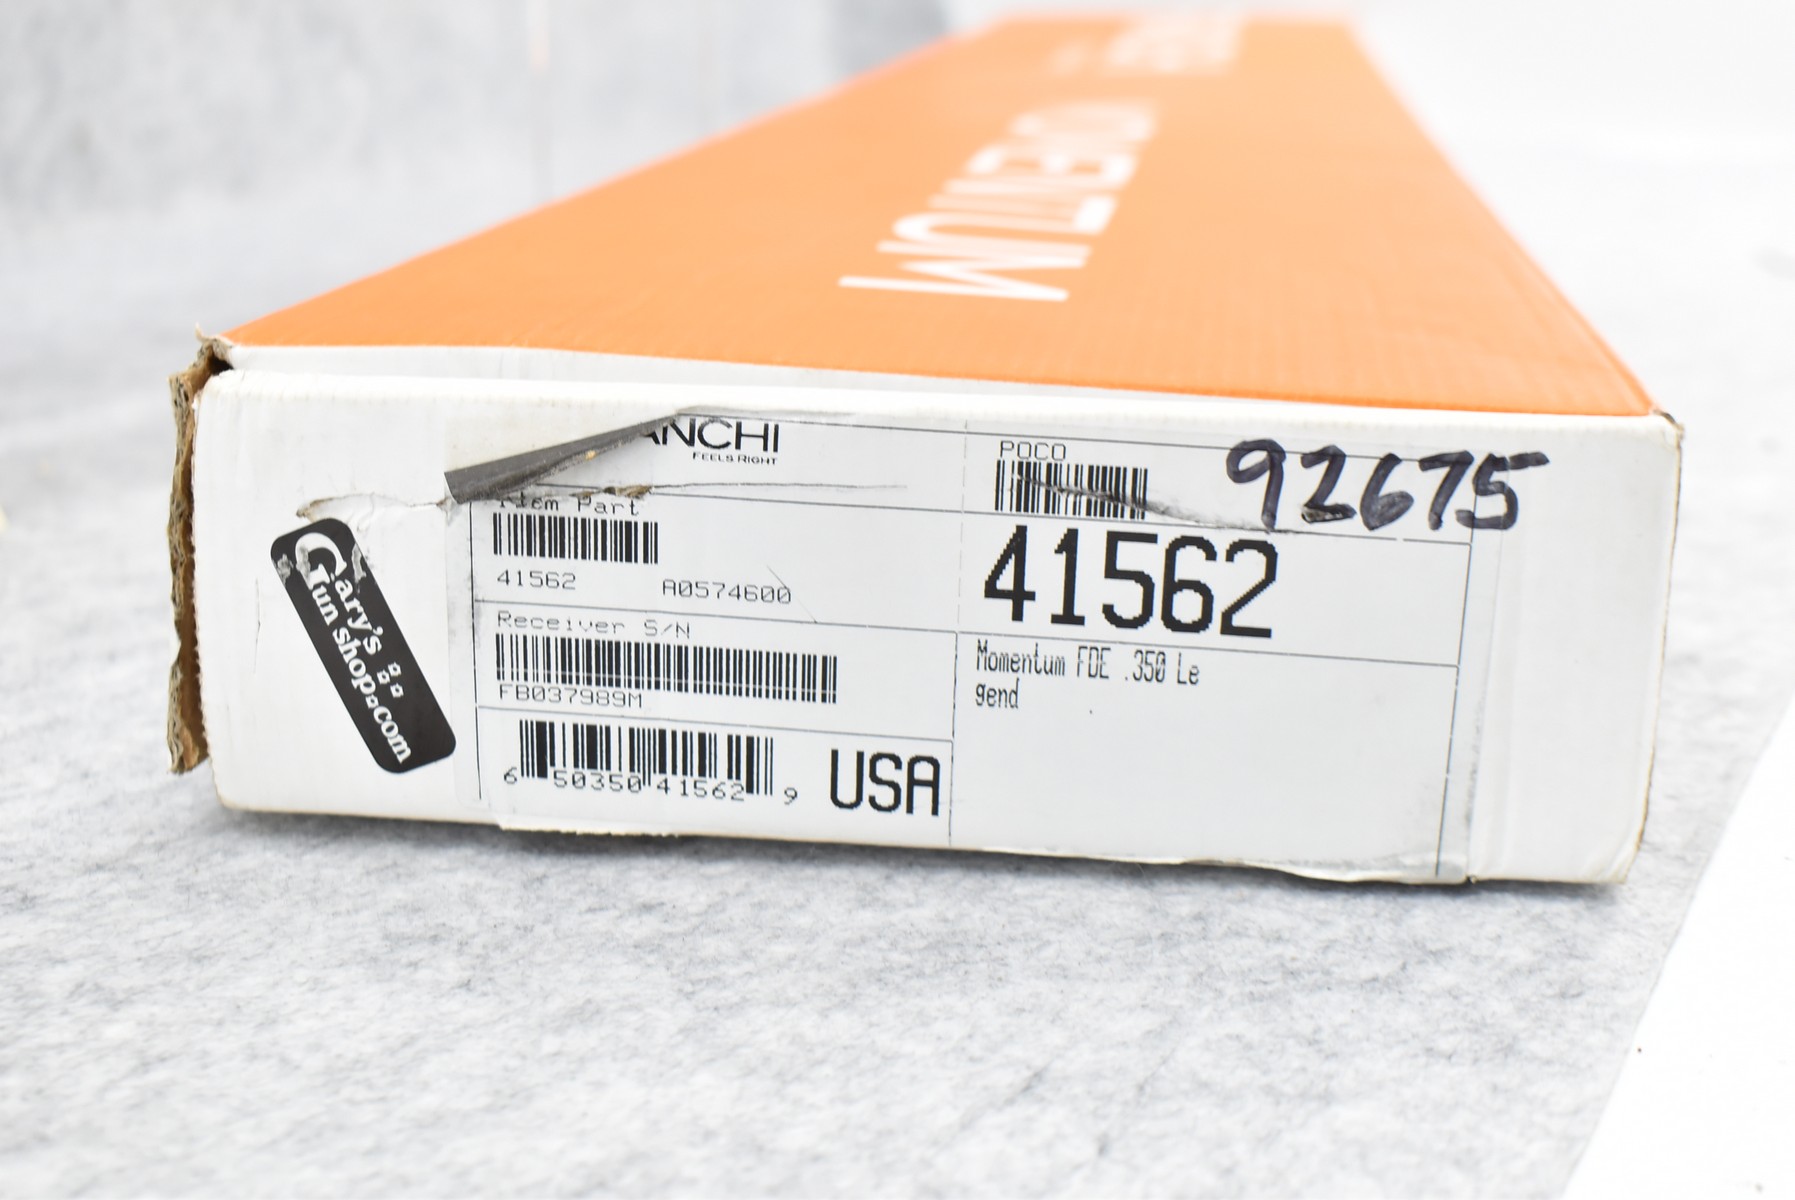 MOMENTUM
ANCHI
FEELS RIGHT
POCO
92675
Item Part
41562
A0574600
41562
Receiver S/N
FB037989M
Momentum FDE .350 Le
gend
6 50350 41562 9
USA
Gary's
Gun shop.com